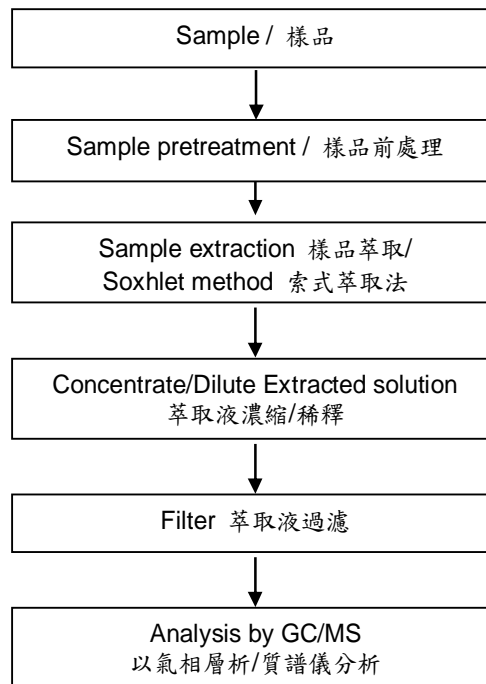 Sample / 樣品
Sample pretreatment / 樣品前處理
Sample extraction 樣品萃取/
Soxhlet method 索式萃取法
Concentrate/Dilute Extracted solution
萃取液濃縮/稀釋
Filter 萃取液過濾
Analysis by GC/MS
以氣相層析/質譜儀分析